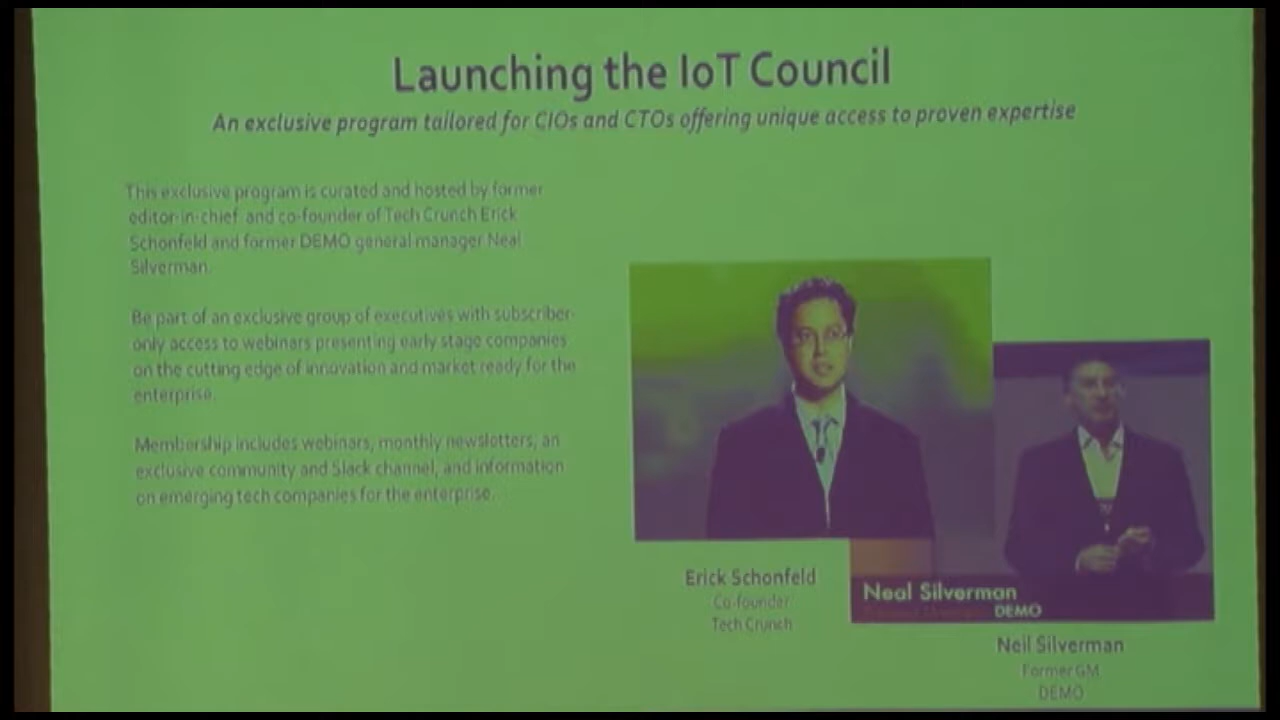 Launching the IoT Council
An exclusive program tailored for CIOs and CTOs offering unique access to proven expertise
This exclusive program is curated and hosted by former
editor-in-chief and co-founder of Tech Crunch Erick
Schonfeld and former DEMO general manager Neal
Silverman.
Be part of an exclusive group of executives with subscriber-
only access to webinars presenting early stage companies
on the cutting edge of innovation and market ready for the
enterprise.
Membership includes webinars, monthly newsletters, an
exclusive community and Slack channel, and information
on emerging tech companies for the enterprise.
Erick Schonfeld
Co-founder
Tech Crunch
Neal Silverman
DEMO
Neil Silverman
Former GM
DEMO